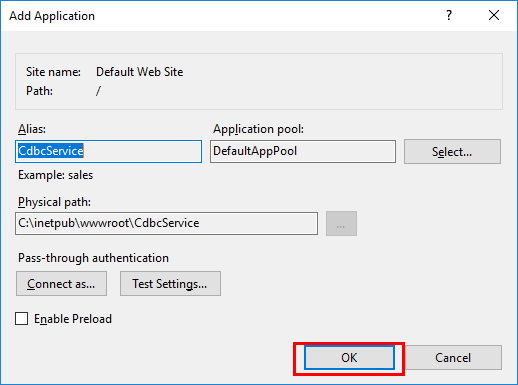 Add Application
?
Site name: Default Web Site
Path: /
Alias: Application pool:
CdbcService DefaultAppPool Select...
Example: sales
Physical path:
C:\inetpub\wwwroot\CdbcService ...
Pass-through authentication
Connect as... Test Settings...
Enable Preload
OK Cancel